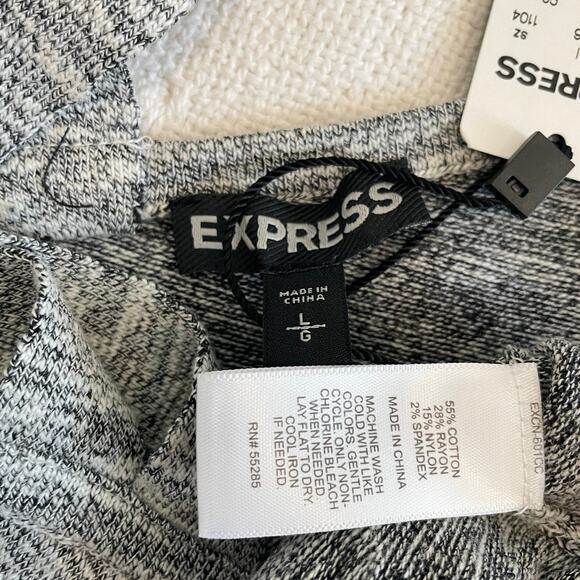 EXPRESS
MADE IN
CHINA
L
G
55% COTTON
28% RAYON
15% NYLON
2% SPANDEX
MADE IN CHINA
MACHINE WASH
COLD WITH LIKE
COLORS, GENTLE
CYCLE. ONLY NON-
CHLORINE BLEACH
WHEN NEEDED.
LAY FLAT TO DRY.
COOL IRON
IF NEEDED.
RN# 55285
SZ
1104
PRESS